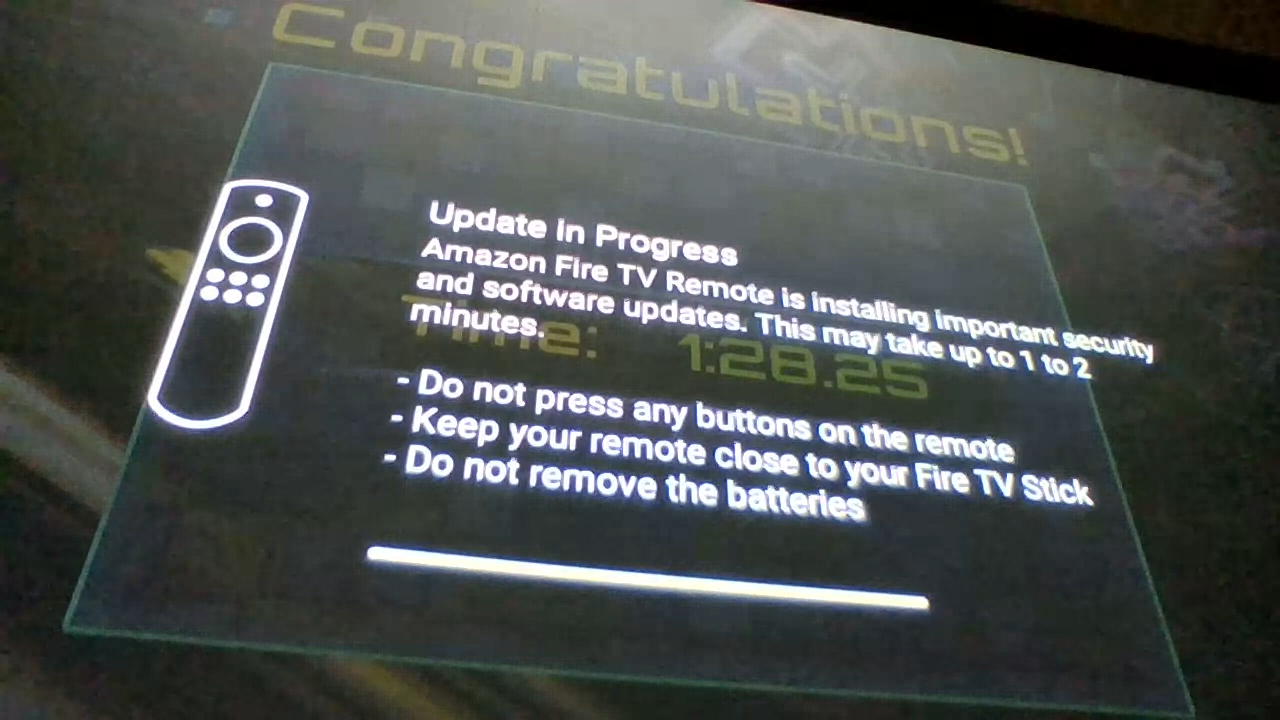 Congratulations!
Update in Progress
Amazon Fire TV Remote is installing important security
and software updates. This may take up to 1 to 2
minutes.
Time: 1:28.25
- Do not press any buttons on the remote
- Keep your remote close to your Fire TV Stick
- Do not remove the batteries